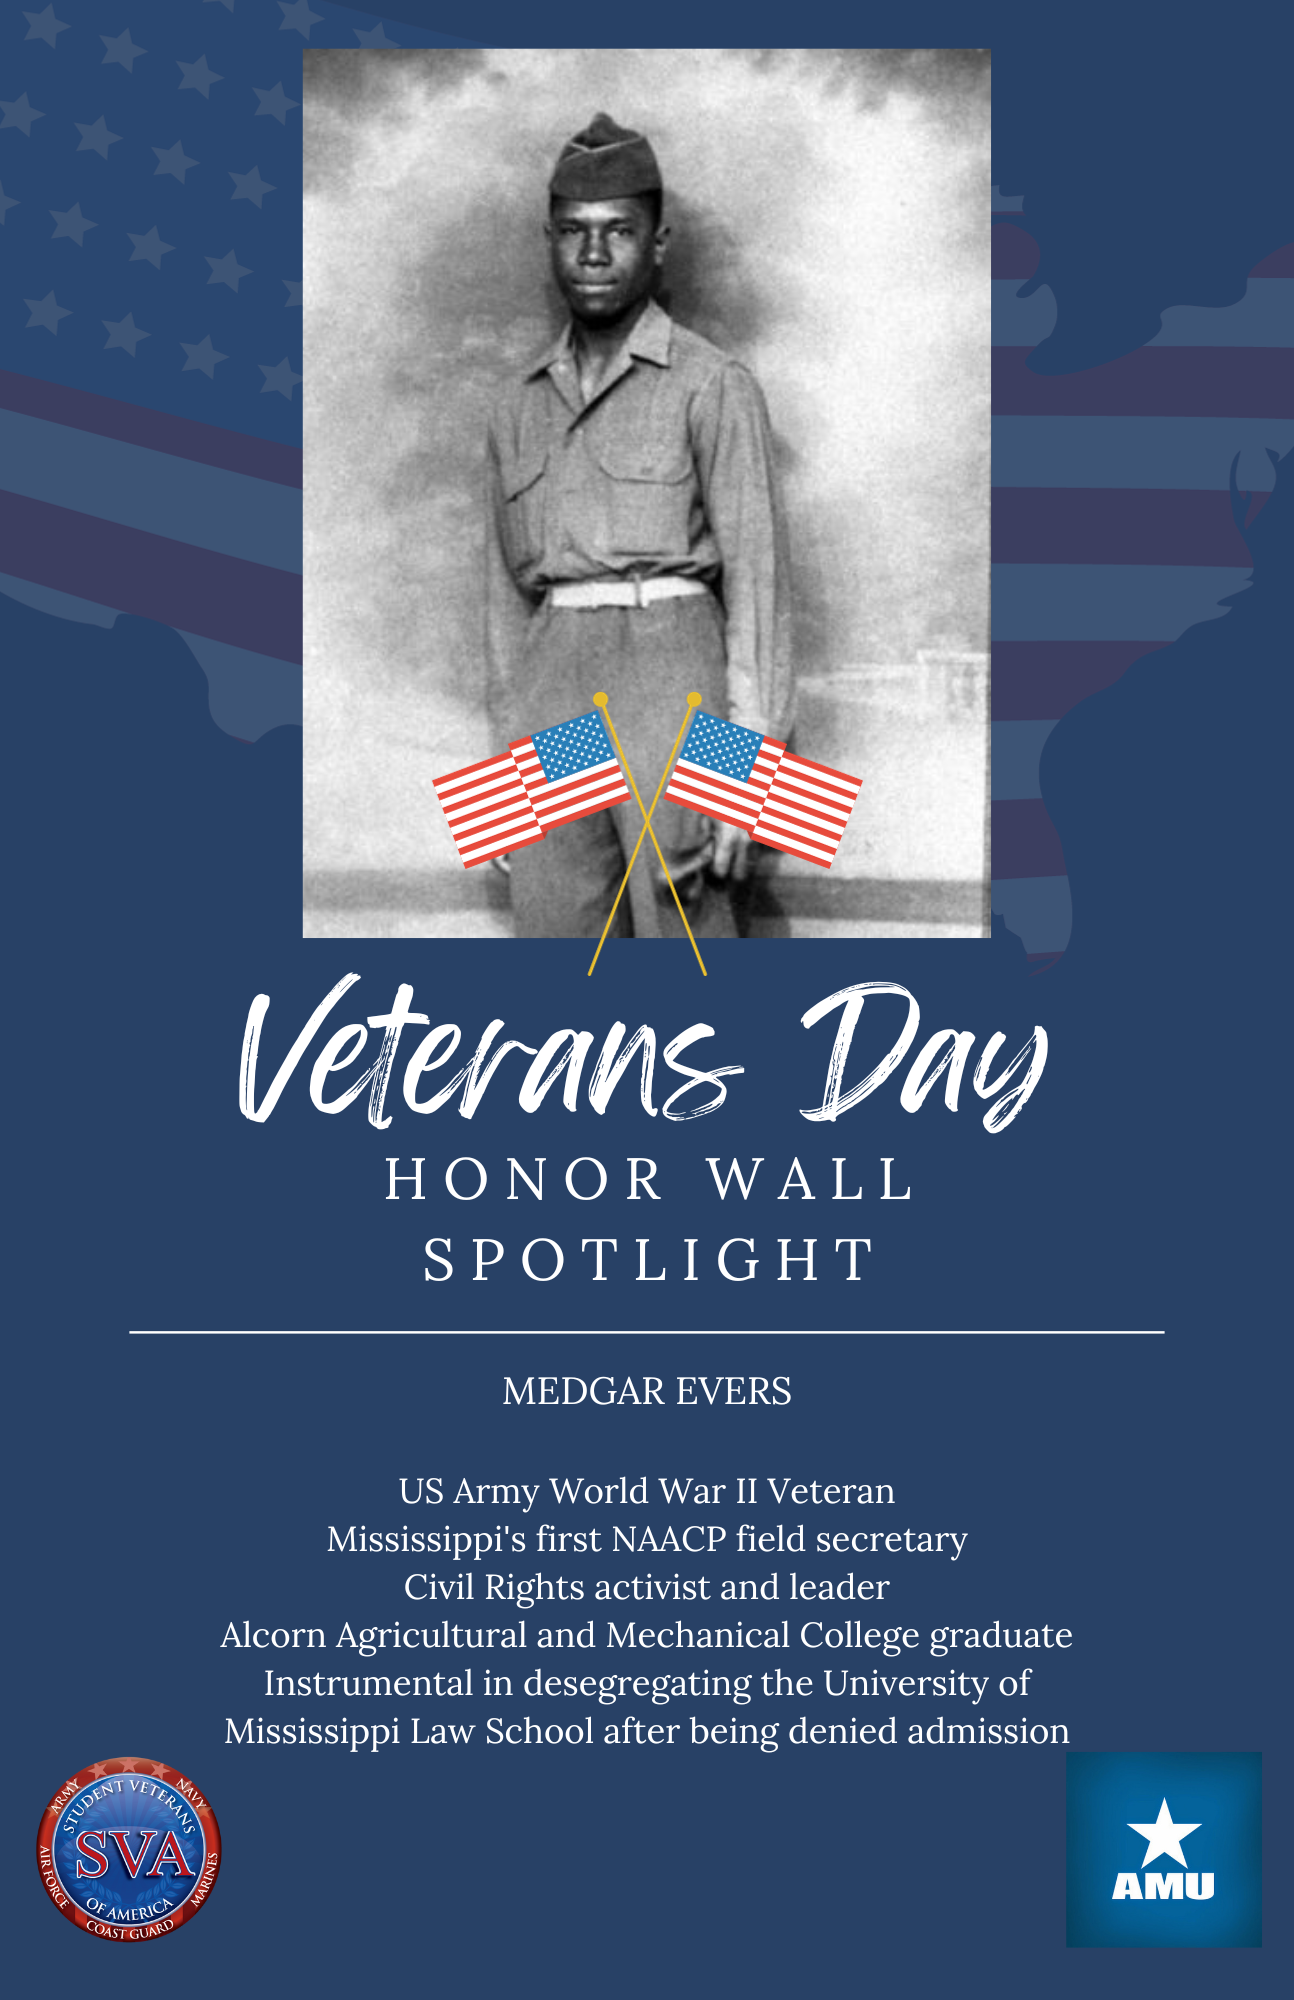 Veterans Day
HONOR WALL
SPOTLIGHT
MEDGAR EVERS
US Army World War II Veteran
Mississippi's first NAACP field secretary
Civil Rights activist and leader
Alcorn Agricultural and Mechanical College graduate
Instrumental in desegregating the University of
Mississippi Law School after being denied admission
ARMY
NAVY
STUDENT VETERANS
SVA
OF AMERICA
AIR FORCE
MARINES
COAST GUARD
AMU